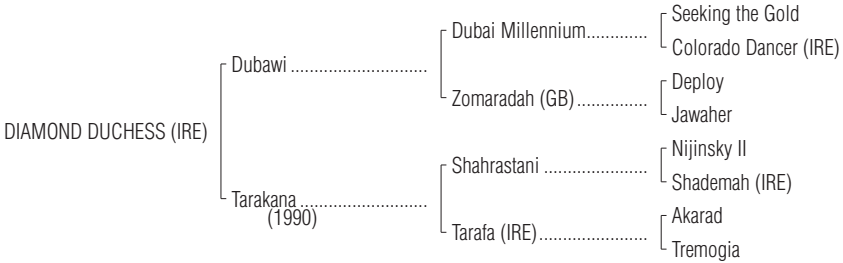 Seeking the Gold
Dubai Millennium.............
Colorado Dancer (IRE)
Dubawi .............................
Deploy
Zomaradah (GB) ...............
Jawaher
DIAMOND DUCHESS (IRE)
Nijinsky II
Shahrastani ......................
Shademah (IRE)
Tarakana ...........................
(1990)
Akarad
Tarafa (IRE).......................
Tremogia